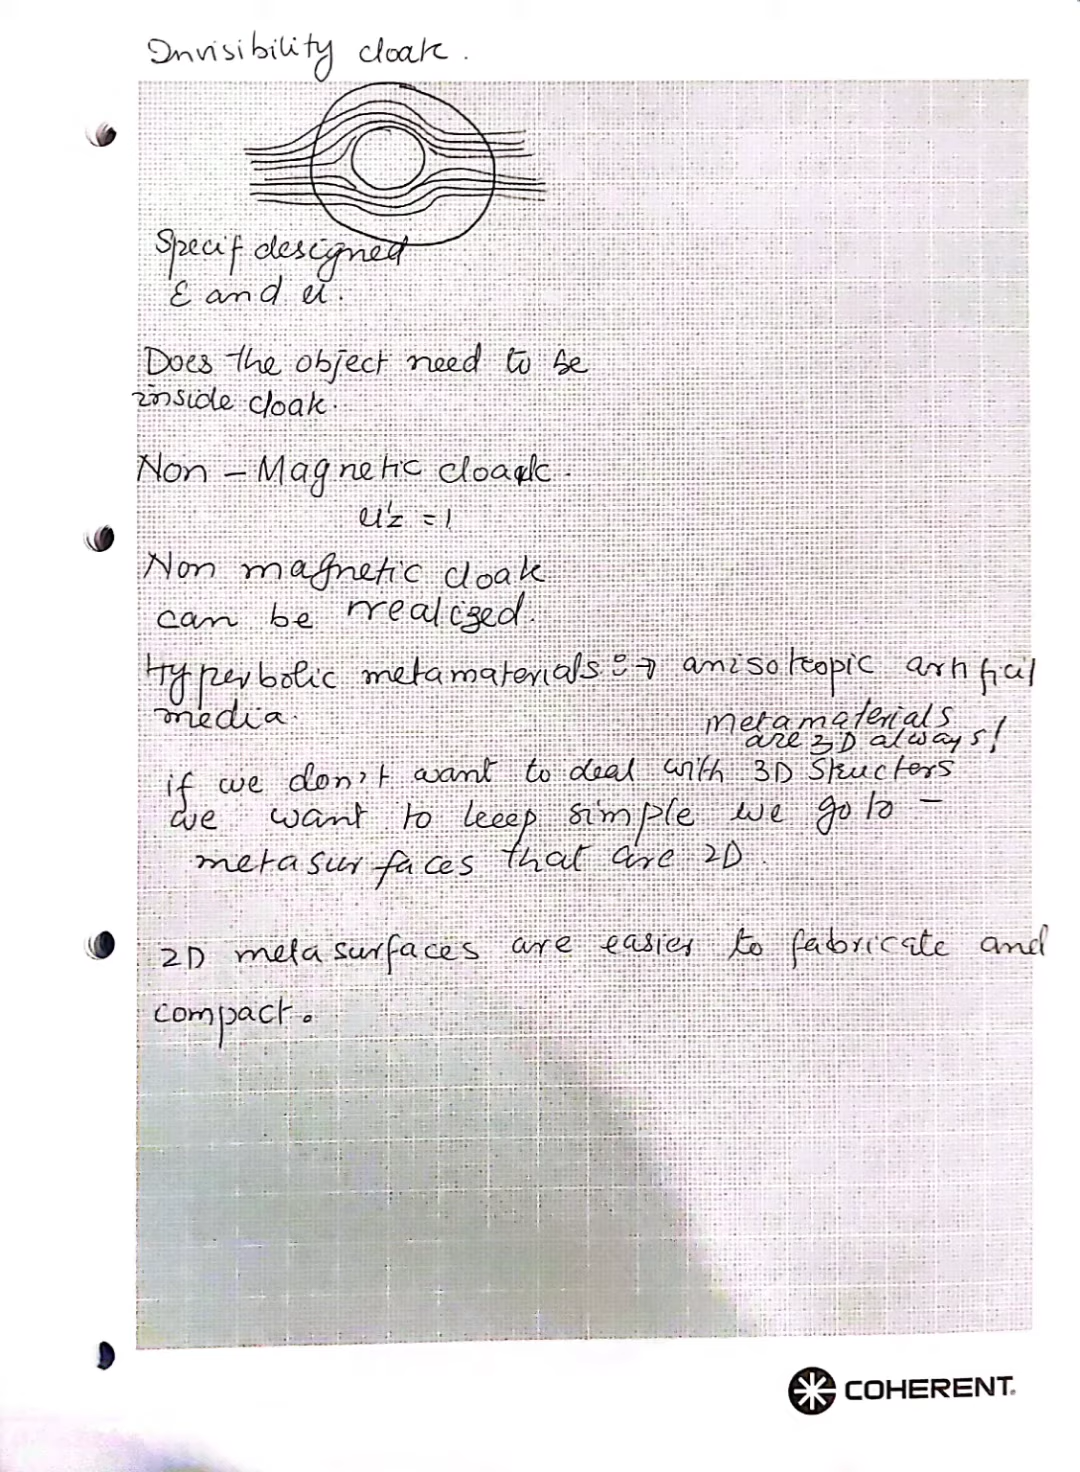 Invisibility cloak.
Specif designed
ε and μ.
Does the object need to be
inside cloak.
Non - Magnetic cloak.
μz = 1
Non magnetic cloak
can be realized.
Hyperbolic metamaterials :→ anisotropic artificial
media.
metamaterials
are 3D always!
if we don't want to deal with 3D Structers
we want to keep simple we go to -
metasurfaces that are 2D.
2D metasurfaces are easier to fabricate and
compact.
COHERENT.